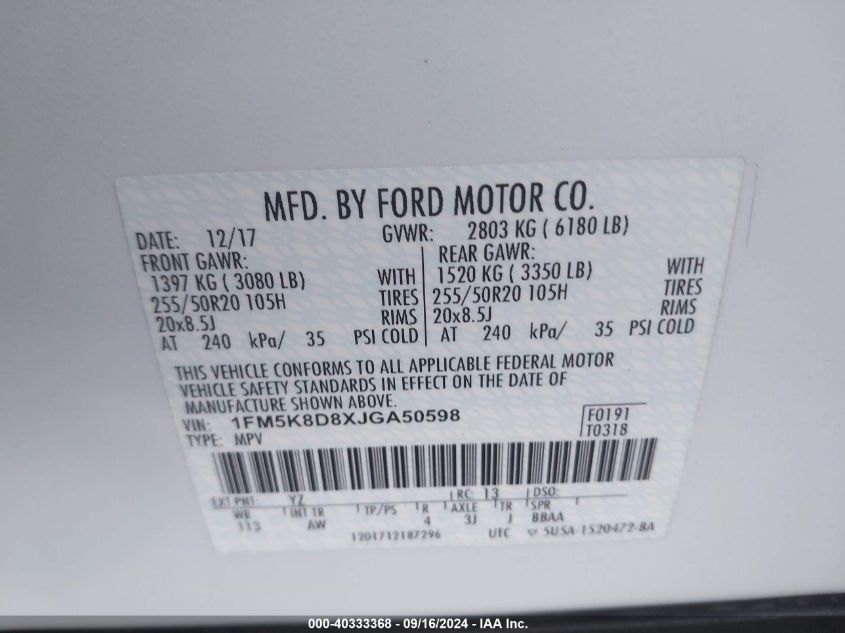 MFD. BY FORD MOTOR CO.
DATE: 12/17 GVWR: 2803 KG ( 6180 LB)
FRONT GAWR: REAR GAWR:
1397 KG ( 3080 LB) WITH 1520 KG ( 3350 LB) WITH
255/50R20 105H TIRES 255/50R20 105H TIRES
20x8.5J RIMS 20x8.5J RIMS
AT 240 kPa/ 35 PSI COLD AT 240 kPa/ 35 PSI COLD
THIS VEHICLE CONFORMS TO ALL APPLICABLE FEDERAL MOTOR
VEHICLE SAFETY STANDARDS IN EFFECT ON THE DATE OF
MANUFACTURE SHOWN ABOVE.
VIN: 1FM5K8D8XJGA50598 F0191
TYPE: MPV T0318
EXT PNT: YZ RC: 13 DSO:
WB INT TR TP/PS R AXLE TR SPR
113 AW 4 3J J BBAA
1201712187296 UTC 5U5A-1520472-BA
000-40333368 - 09/16/2024 - IAA Inc.